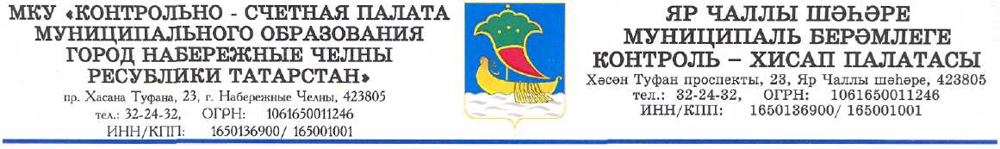 МКУ «КОНТРОЛЬНО - СЧЕТНАЯ ПАЛАТА
МУНИЦИПАЛЬНОГО ОБРАЗОВАНИЯ
ГОРОД НАБЕРЕЖНЫЕ ЧЕЛНЫ
РЕСУБЛИКИ ТАТАРСТАН»
пр. Хасана Туфана, 23, г. Набережные Челны, 423805
тел.: 32-24-32, ОГРН: 1061650011246
ИНН/КПП: 1650136900/ 165001001
ЯР ЧАЛЛЫ ШӘҺӘРЕ
МУНИЦИПАЛЬ БЕРӘМЛЕГЕ
КОНТРОЛЬ – ХИСАП ПАЛАТАСЫ
Хәсән Туфан проспекты, 23, Яр Чаллы шәһәре, 423805
тел.: 32-24-32, ОГРН: 1061650011246
ИНН/КПП: 1650136900/ 165001001